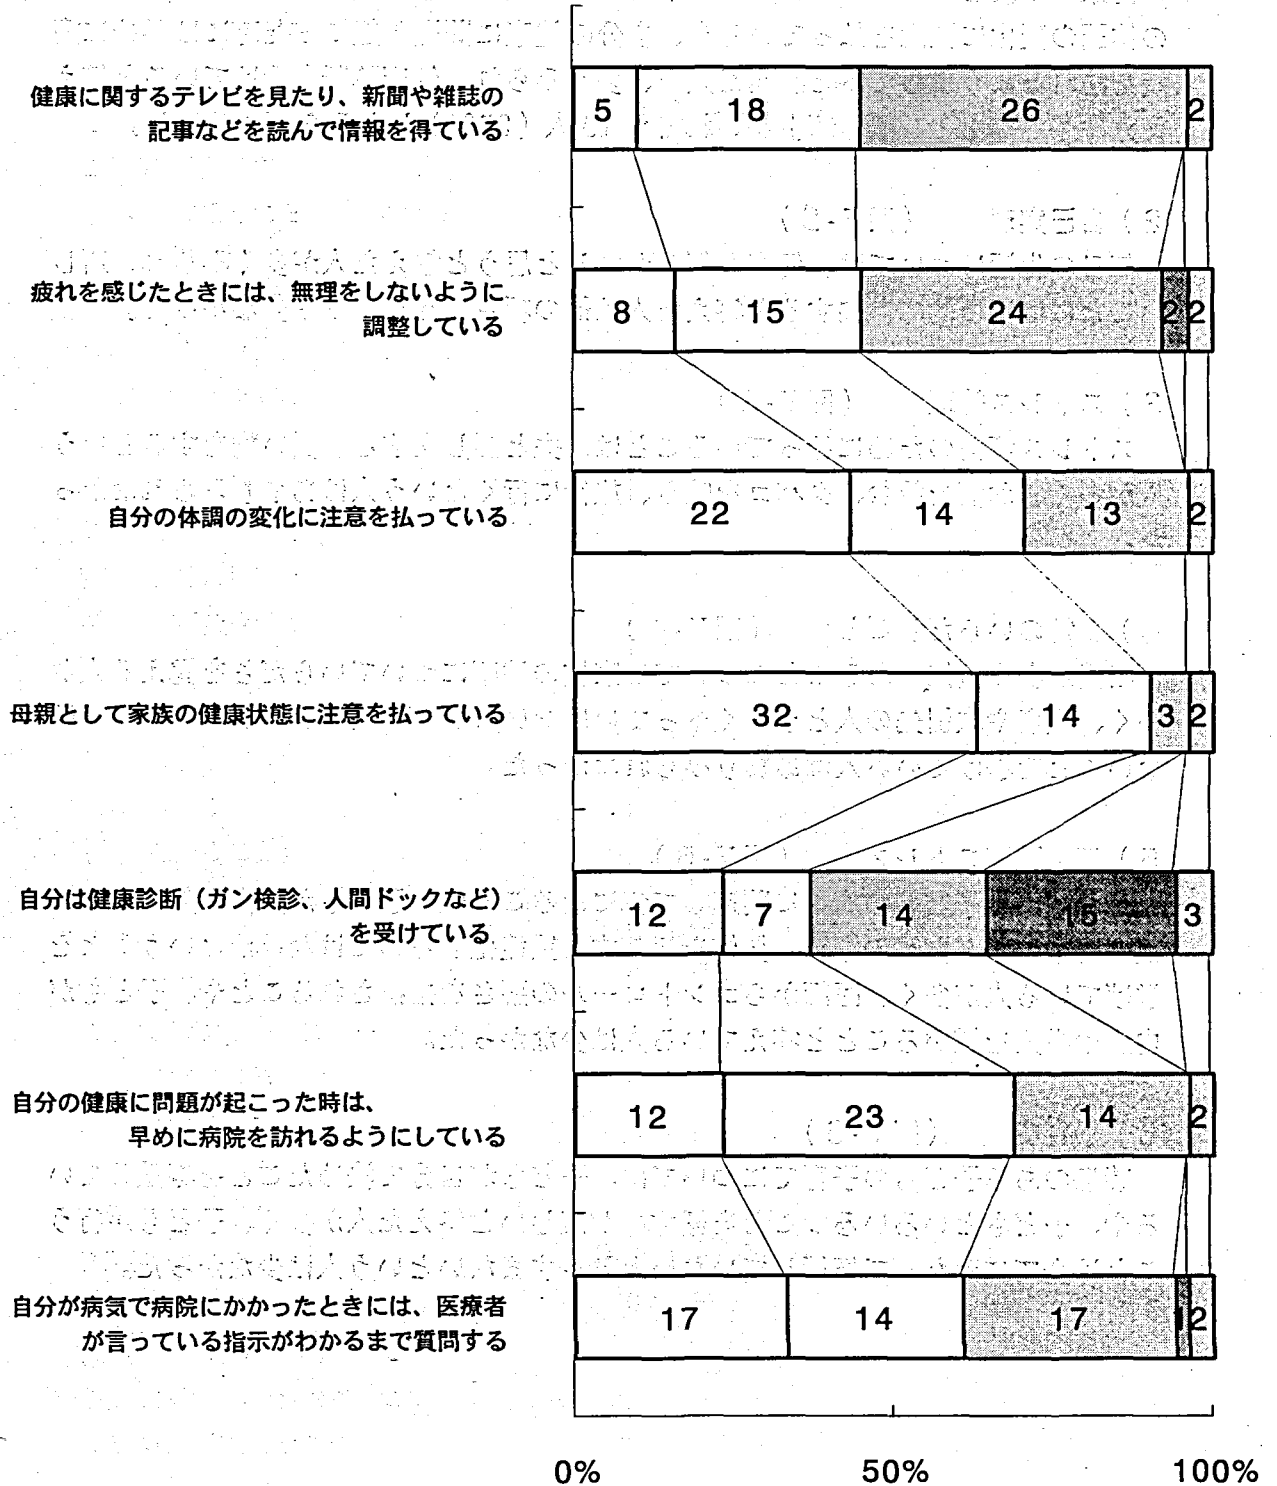 健康に関するテレビを見たり、新聞や雑誌の
記事などを読んで情報を得ている
5 18 26 2
疲れを感じたときには、無理をしないように
調整している
8 15 24 2 2
自分の体調の変化に注意を払っている
22 14 13 2
母親として家族の健康状態に注意を払っている
32 14 3 2
自分は健康診断（ガン検診、人間ドックなど）
を受けている
12 7 14 15 3
自分の健康に問題が起こった時は、
早めに病院を訪れるようにしている
12 23 14 2
自分が病気で病院にかかったときには、医療者
が言っている指示がわかるまで質問する
17 14 17 1 2
0% 50% 100%